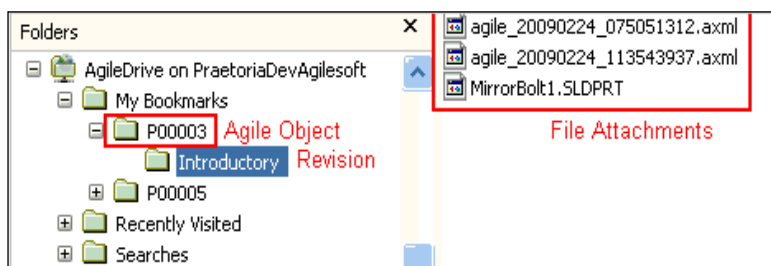 Folders
AgileDrive on PraetoriaDevAgilesoft
My Bookmarks
P00003 Agile Object
Introductory Revision
P00005
Recently Visited
Searches
agile_20090224_075051312.axml
agile_20090224_113543937.axml
MirrorBolt1.SLDPRT
File Attachments